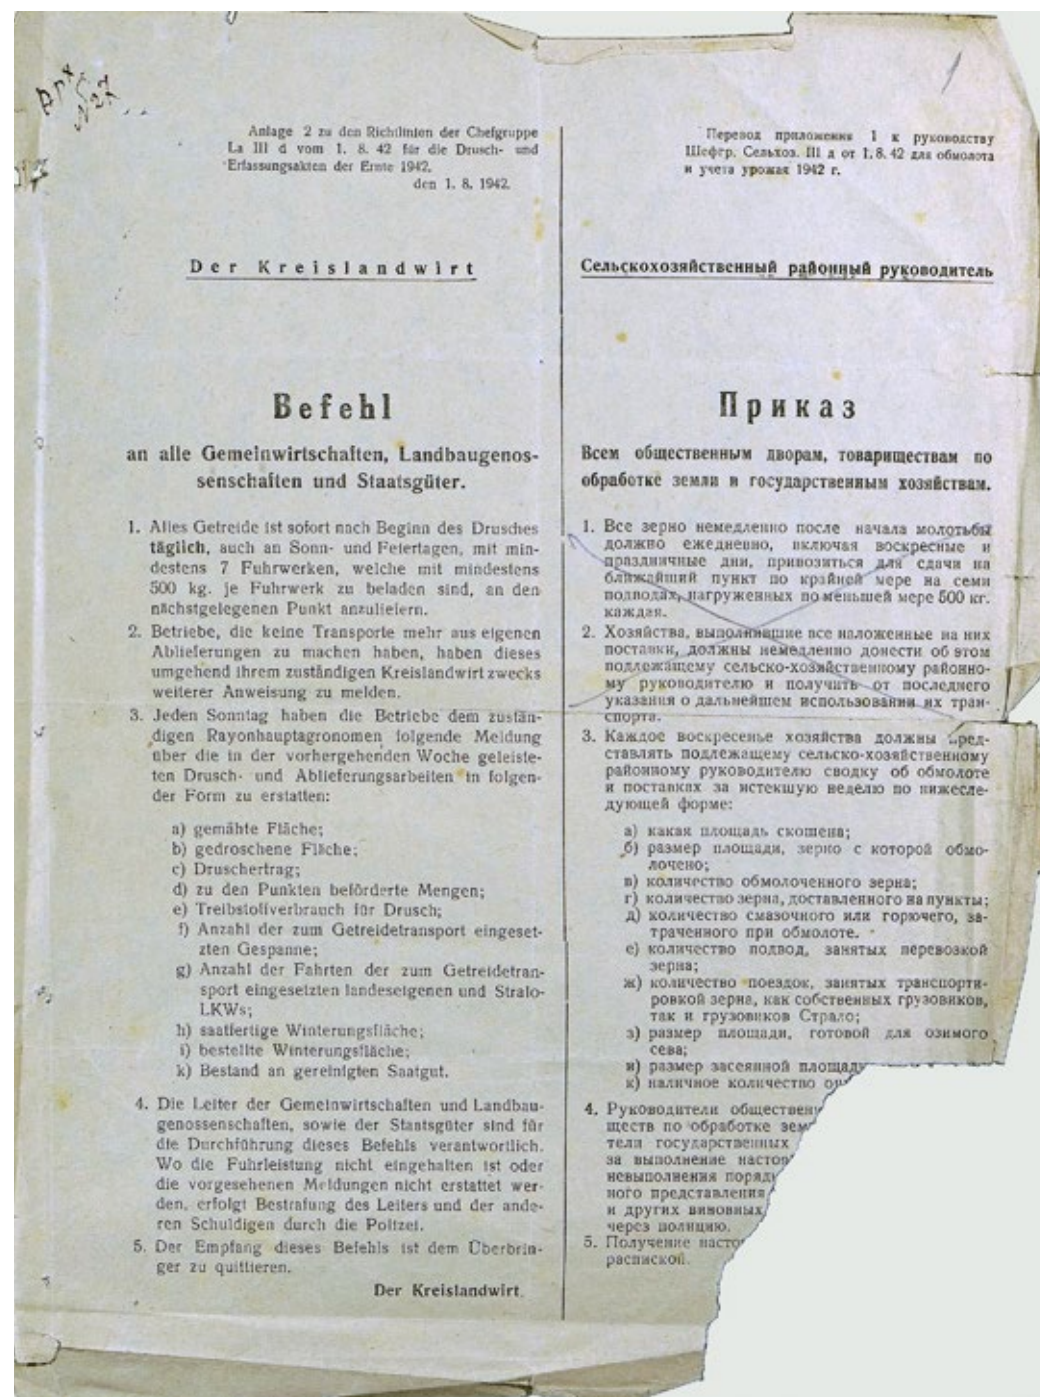 Anlage 2 zu den Richtlinien der Chefgruppe
La III d vom 1. 8. 42 für die Drusch- und
Erfassungsakten der Ernte 1942.
den 1. 8. 1942.
Der Kreislandwirt
Befehl
an alle Gemeinwirtschaften, Landbaugenos-
senschaften und Staatsgüter.
1. Alles Getreide ist sofort nach Beginn des Drusches
täglich, auch an Sonn- und Feiertagen, mit min-
destens 7 Fuhrwerken, welche mit mindestens
500 kg. je Fuhrwerk zu beladen sind, an den
nächstgelegenen Punkt anzuliefern.
2. Betriebe, die keine Transporte mehr aus eigenen
Ablieferungen zu machen haben, haben dieses
umgehend ihrem zuständigen Kreislandwirt zwecks
weiterer Anweisung zu melden.
3. Jeden Sonntag haben die Betriebe dem zustän-
digen Rayonhauptagronomen folgende Meldung
über die in der vorhergehenden Woche geleiste-
ten Drusch- und Ablieferungsarbeiten in folgen-
der Form zu erstatten:
a) gemähte Fläche;
b) gedroschene Fläche;
c) Druschertrag;
d) zu den Punkten beförderte Mengen;
e) Treibstoffverbrauch für Drusch;
f) Anzahl der zum Getreidetransport eingeset-
zten Gespanne;
g) Anzahl der Fahrten der zum Getreidetran-
sport eingesetzten landeseigenen und Stralo-
LKWs;
h) saatfertige Winterungsfläche;
i) bestellte Winterungsfläche;
k) Bestand an gereinigten Saatgut.
4. Die Leiter der Gemeinwirtschaften und Landbau-
genossenschaften, sowie der Staatsgüter sind für
die Durchführung dieses Befehls verantwortlich.
Wo die Fuhrleistung nicht eingehalten ist oder
die vorgesehenen Meldungen nicht erstattet wer-
den, erfolgt Bestrafung des Leiters und der ande-
ren Schuldigen durch die Polizei.
5. Der Empfang dieses Befehls ist dem Überbrin-
ger zu quittieren.
Der Kreislandwirt.
Перевод приложения 1 к руководству
Шефгр. Сельхоз. III д от 1. 8. 42 для обмолота
и учета урожая 1942 г.
Сельскохозяйственный районный руководитель
Приказ
Всем общественным дворам, товариществам по
обработке земли и государственным хозяйствам.
1. Все зерно немедленно после начала молотьбы
должно ежедневно, включая воскресные и
праздничные дни, привозиться для сдачи на
ближайший пункт по крайней мере на семи
подводах, нагруженных по меньшей мере 500 кг.
каждая.
2. Хозяйства, выполнившие все наложенные на них
поставки, должны немедленно донести об этом
подлежащему сельско-хозяйственному районно-
му руководителю и получить от последнего
указания о дальнейшем использовании их тран-
спорта.
3. Каждое воскресенье хозяйства должны пред-
ставлять подлежащему сельско-хозяйственному
районному руководителю сводку об обмолоте
и поставках за истекшую неделю по нижесле-
дующей форме:
а) какая площадь скошена;
б) размер площади, зерно с которой обмо-
лочено;
в) количество обмолоченного зерна;
г) количество зерна, доставленного на пункты;
д) количество смазочного или горючего, за-
траченного при обмолоте.
е) количество подвод, занятых перевозкой
зерна;
ж) количество поездок, занятых транспорти-
ровкой зерна, как собственных грузовиков,
так и грузовиков Страло;
з) размер площади, готовой для озимого
сева;
и) размер засеянной площад
к) наличное количество
4. Руководители обществен
ществ по обработке зем
тели государственных
за выполнение настоя
невыполнения поряд
ного представления
и других виновных
через полицию.
5. Получение насто
распиской.